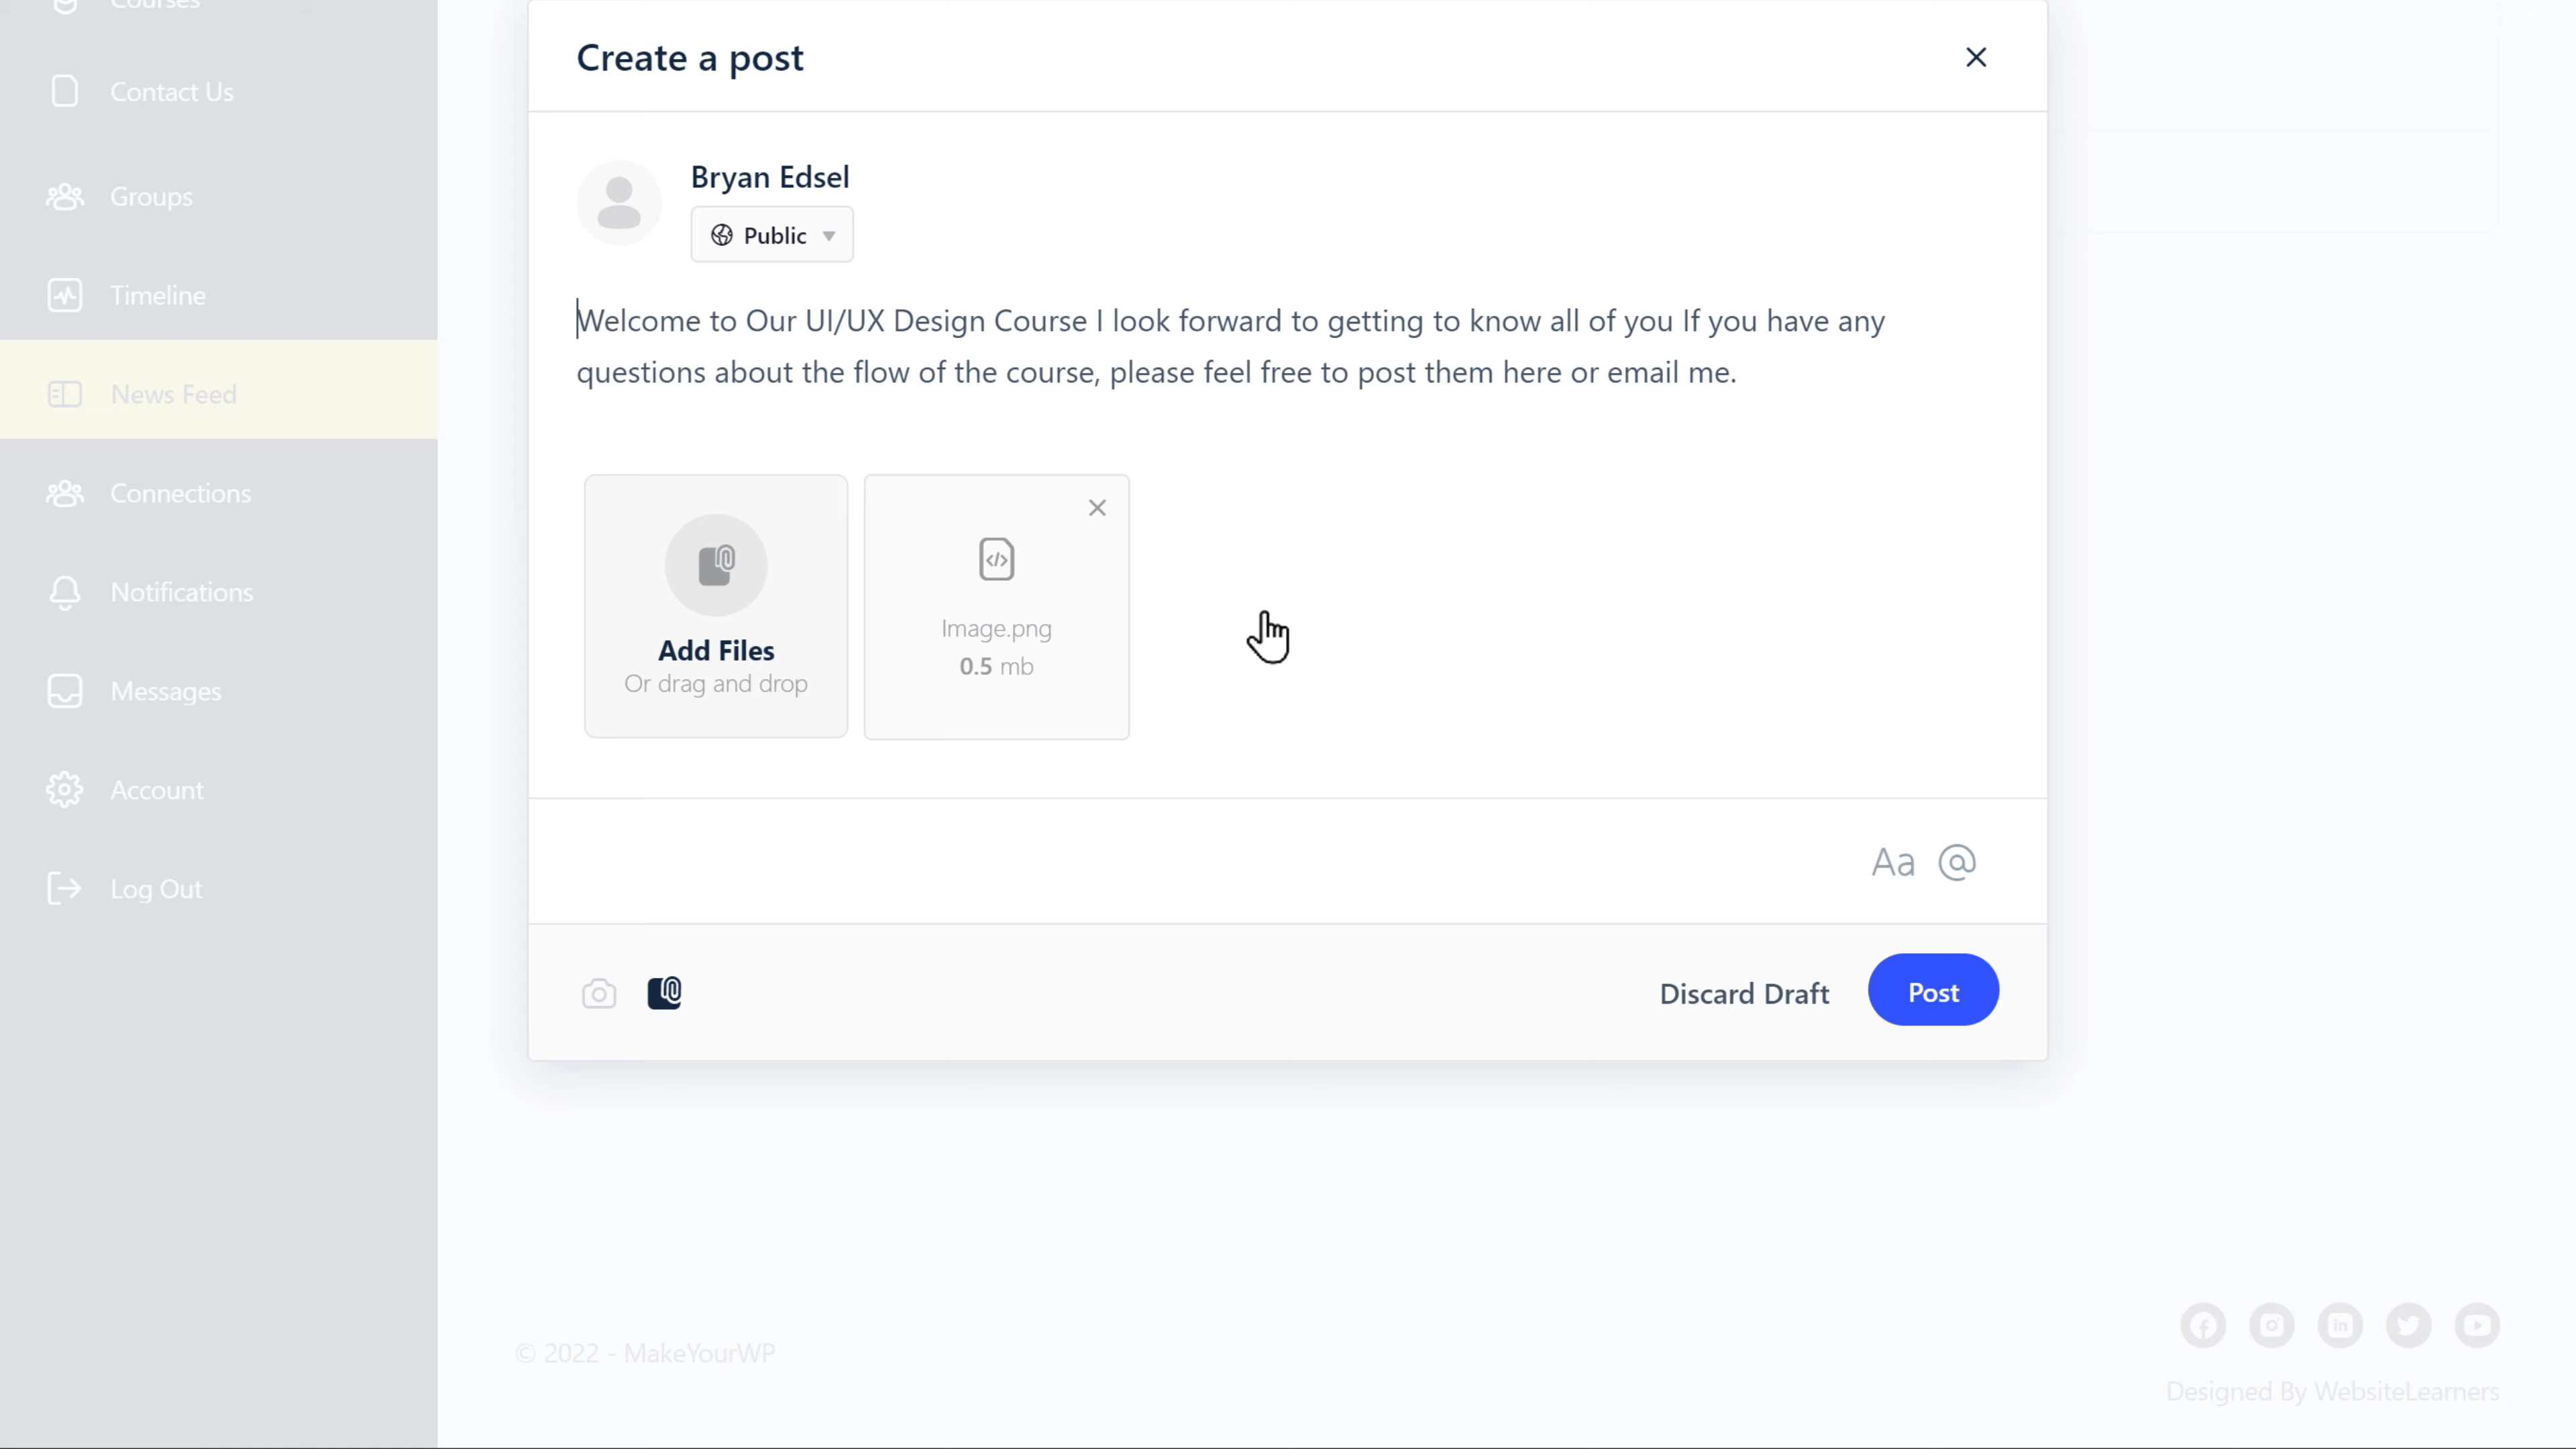 Courses
Contact Us
Groups
Timeline
News Feed
Connections
Notifications
Messages
Account
Log Out
Create a post
Bryan Edsel
Public
Welcome to Our UI/UX Design Course I look forward to getting to know all of you If you have any
questions about the flow of the course, please feel free to post them here or email me.
Add Files
Or drag and drop
Image.png
0.5 mb
Aa @
Discard Draft
Post
© 2022 - MakeYourWP
Designed By WebsiteLearners